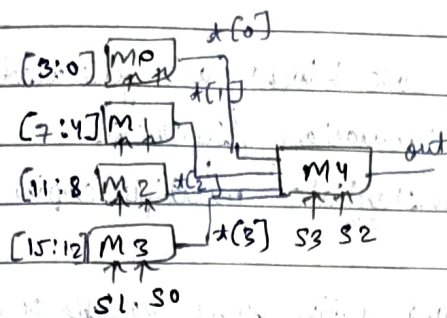 t[0]
[3:0] M0
t[1]
[7:4] M1
M4 out
[11:8 M2 t[2]
[15:12] M3 t[3] S3 S2
S1 S0